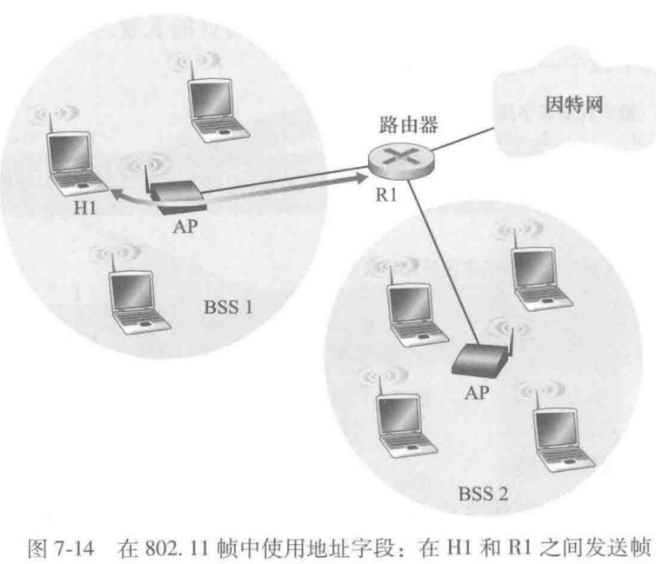 因特网
路由器
R1
H1
AP
BSS 1
AP
BSS 2
图 7-14 在 802. 11 帧中使用地址字段：在 H1 和 R1 之间发送帧